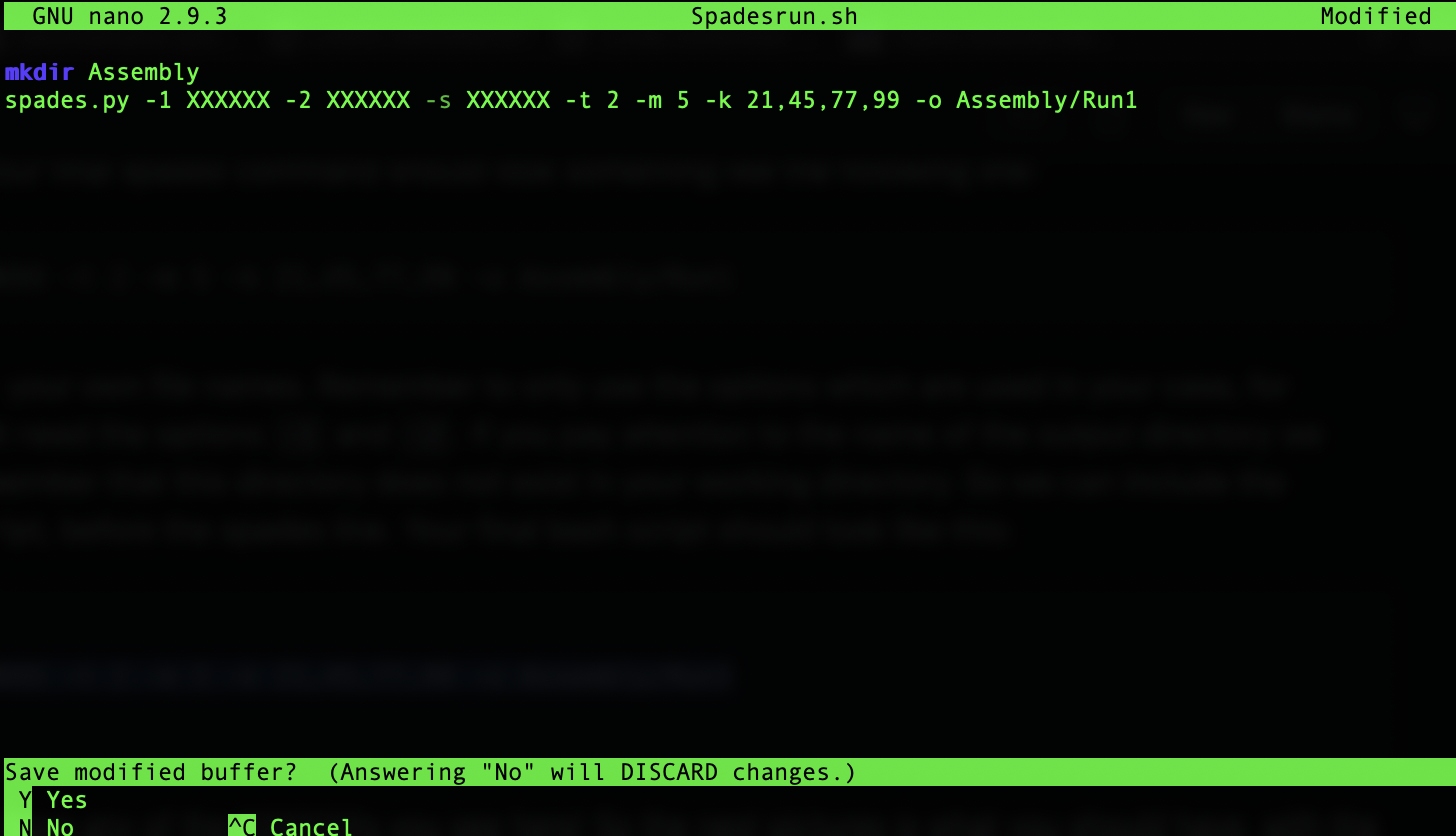 GNU nano 2.9.3 Spadesrun.sh Modified
mkdir Assembly
spades.py -1 XXXXXX -2 XXXXXX -s XXXXXX -t 2 -m 5 -k 21,45,77,99 -o Assembly/Run1
Save modified buffer? (Answering "No" will DISCARD changes.)
Y Yes
N No ^C Cancel